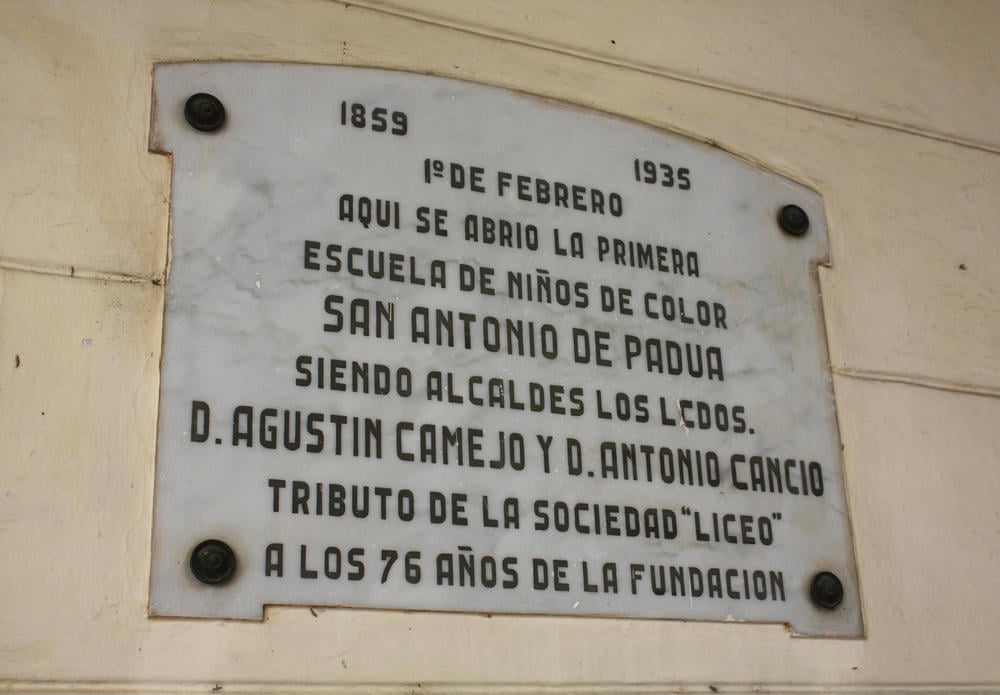 1859
1935
1º DE FEBRERO
AQUI SE ABRIO LA PRIMERA
ESCUELA DE NIÑOS DE COLOR
SAN ANTONIO DE PADUA
SIENDO ALCALDES LOS LCDOS.
D. AGUSTIN CAMEJO Y D. ANTONIO CANCIO
TRIBUTO DE LA SOCIEDAD "LICEO"
A LOS 76 AÑOS DE LA FUNDACION